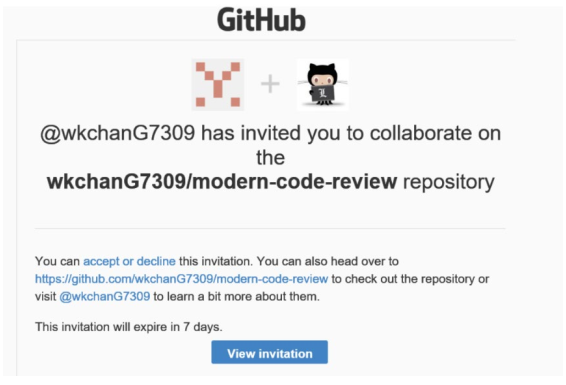 GitHub
@wkchanG7309 has invited you to collaborate on
the
wkchanG7309/modern-code-review repository
You can accept or decline this invitation. You can also head over to
https://github.com/wkchanG7309/modern-code-review to check out the repository or
visit @wkchanG7309 to learn a bit more about them.
This invitation will expire in 7 days.
View invitation